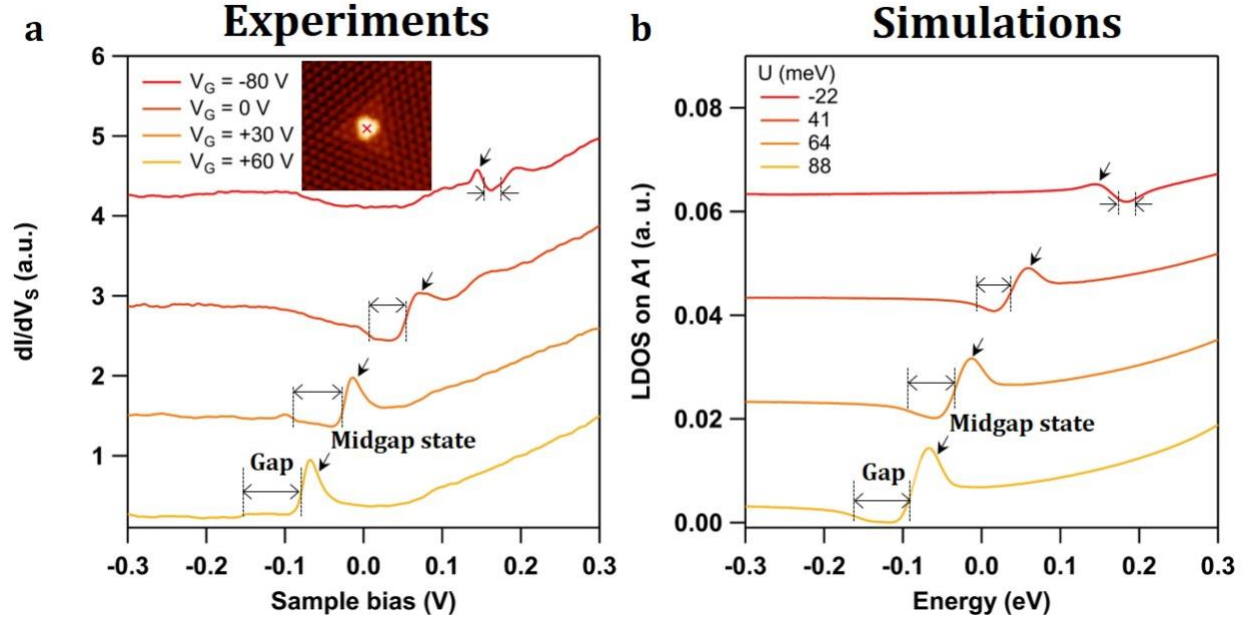 a
Experiments
6
5
4
3
2
1
dI/dVS (a.u.)
VG = -80 V
VG = 0 V
VG = +30 V
VG = +60 V
Gap
Midgap state
-0.3
-0.2
-0.1
0.0
0.1
0.2
0.3
Sample bias (V)
b
Simulations
0.08
0.06
0.04
0.02
0.00
LDOS on A1 (a. u.)
U (meV)
-22
41
64
88
Gap
Midgap state
-0.3
-0.2
-0.1
0.0
0.1
0.2
0.3
Energy (eV)